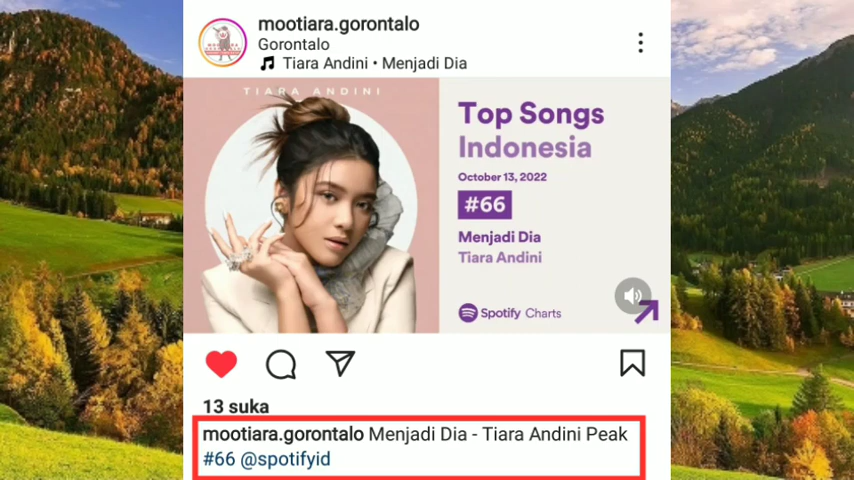 mootiara.gorontalo
Gorontalo
Tiara Andini • Menjadi Dia
TIARA ANDINI
Top Songs
Indonesia
October 13, 2022
#66
Menjadi Dia
Tiara Andini
Spotify Charts
13 suka
mootiara.gorontalo Menjadi Dia - Tiara Andini Peak
#66 @spotifyid